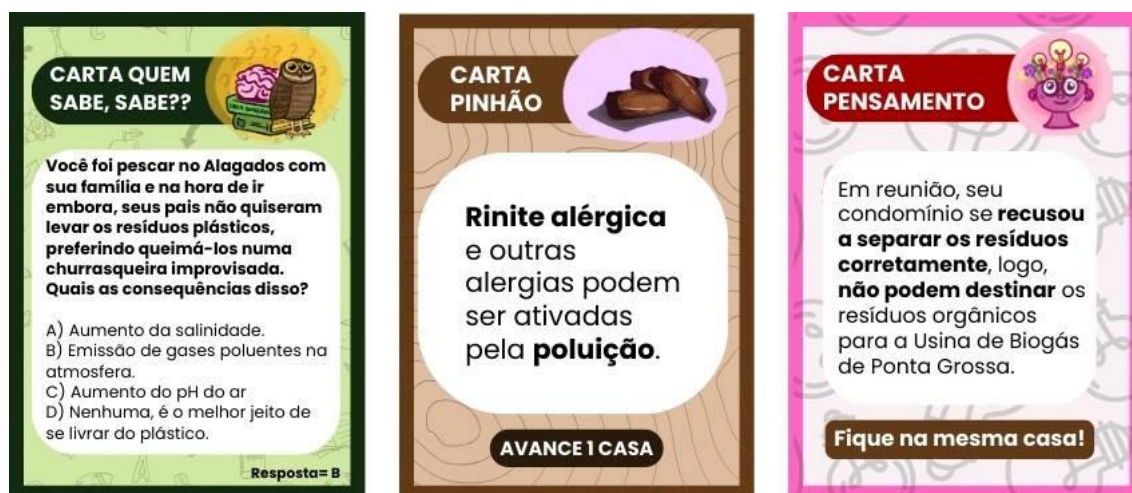 CARTA QUEM
SABE, SABE??
Você foi pescar no Alagados com
sua família e na hora de ir
embora, seus pais não quiseram
levar os resíduos plásticos,
preferindo queimá-los numa
churrasqueira improvisada.
Quais as consequências disso?
A) Aumento da salinidade.
B) Emissão de gases poluentes na
atmosfera.
C) Aumento do pH do ar
D) Nenhuma, é o melhor jeito de
se livrar do plástico.
Resposta= B
CARTA
PINHÃO
Rinite alérgica
e outras
alergias podem
ser ativadas
pela poluição.
AVANCE 1 CASA
CARTA
PENSAMENTO
Em reunião, seu
condomínio se recusou
a separar os resíduos
corretamente, logo,
não podem destinar os
resíduos orgânicos
para a Usina de Biogás
de Ponta Grossa.
Fique na mesma casa!